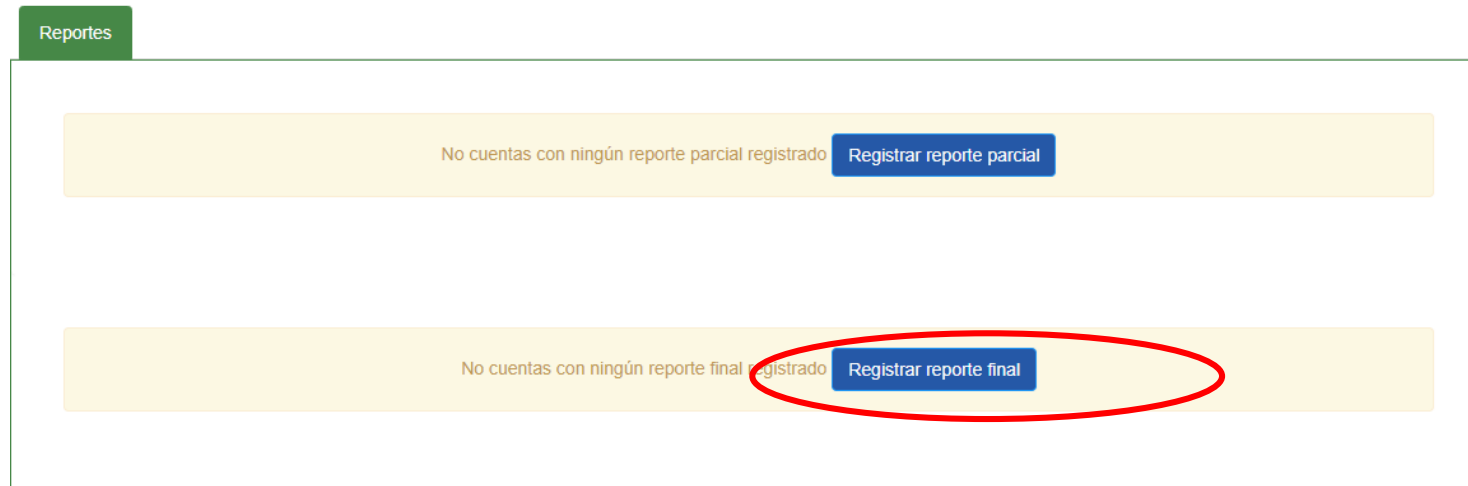 Reportes
No cuentas con ningún reporte parcial registrado Registrar reporte parcial
No cuentas con ningún reporte final registrado Registrar reporte final